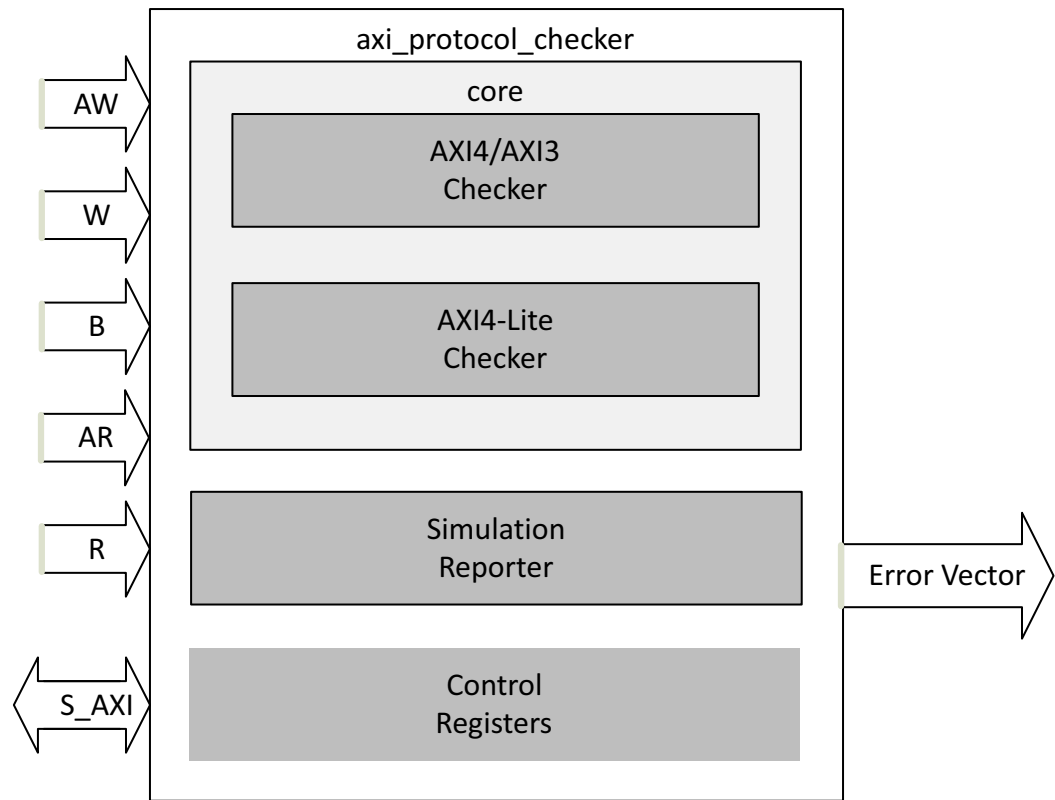 axi_protocol_checker
core
AXI4/AXI3
Checker
AXI4-Lite
Checker
Simulation
Reporter
Control
Registers
AW
W
B
AR
R
S_AXI
Error Vector